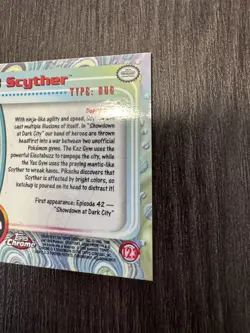 Scyther™
TYPE: BUG
With ninja-like agility and speed, Scy
cast multiple illusions of itself. In "Showdown
at Dark City" our band of heroes are thrown
headfirst into a war between two unofficial
Pokémon gyms. The Kaz Gym uses the
powerful Electabuzz to rampage the city, while
the Yas Gym uses the praying mantis-like
Scyther to wreak havoc. Pikachu discovers that
Scyther is affected by bright colors, so
ketchup is poured on its head to distract it!
First appearance: Episode 42 —
"Showdown at Dark City"
topps
Chrome